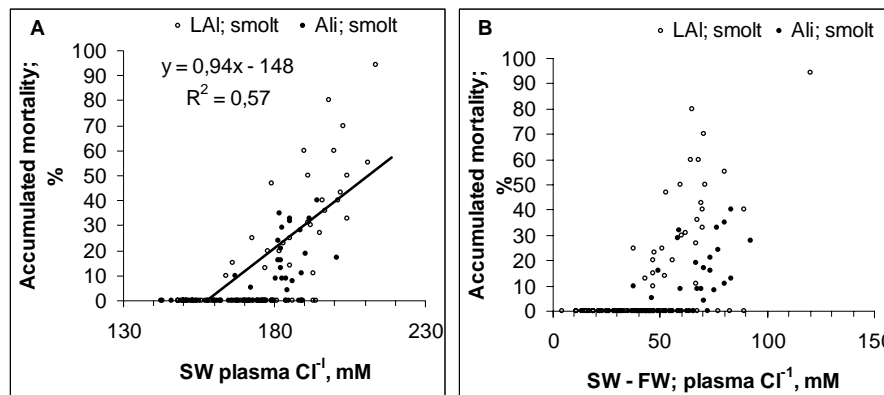 A
LAl; smolt
Ali; smolt
y = 0,94x - 148
R² = 0,57
Accumulated mortality; %
100
90
80
70
60
50
40
30
20
10
0
130
180
230
SW plasma Cl⁻ˡ, mM
B
LAl; smolt
Ali; smolt
Accumulated mortality; %
100
90
80
70
60
50
40
30
20
10
0
0
50
100
150
SW - FW; plasma Cl⁻¹, mM